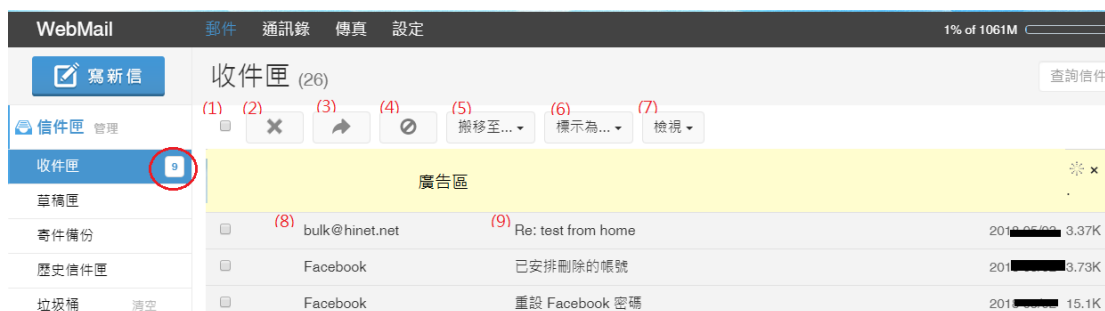 WebMail 郵件 通訊錄 傳真 設定 1% of 1061M
寫新信 收件匣 (26) 查詢信件
(1) (2) (3) (4) (5) (6) (7)
信件匣 管理 搬移至... 標示為... 檢視
收件匣 9
廣告區
草稿匣
寄件備份 (8) bulk@hinet.net (9) Re: test from home 3.37K
歷史信件匣 Facebook 已安排刪除的帳號 3.73K
垃圾桶 清空 Facebook 重設 Facebook 密碼 15.1K